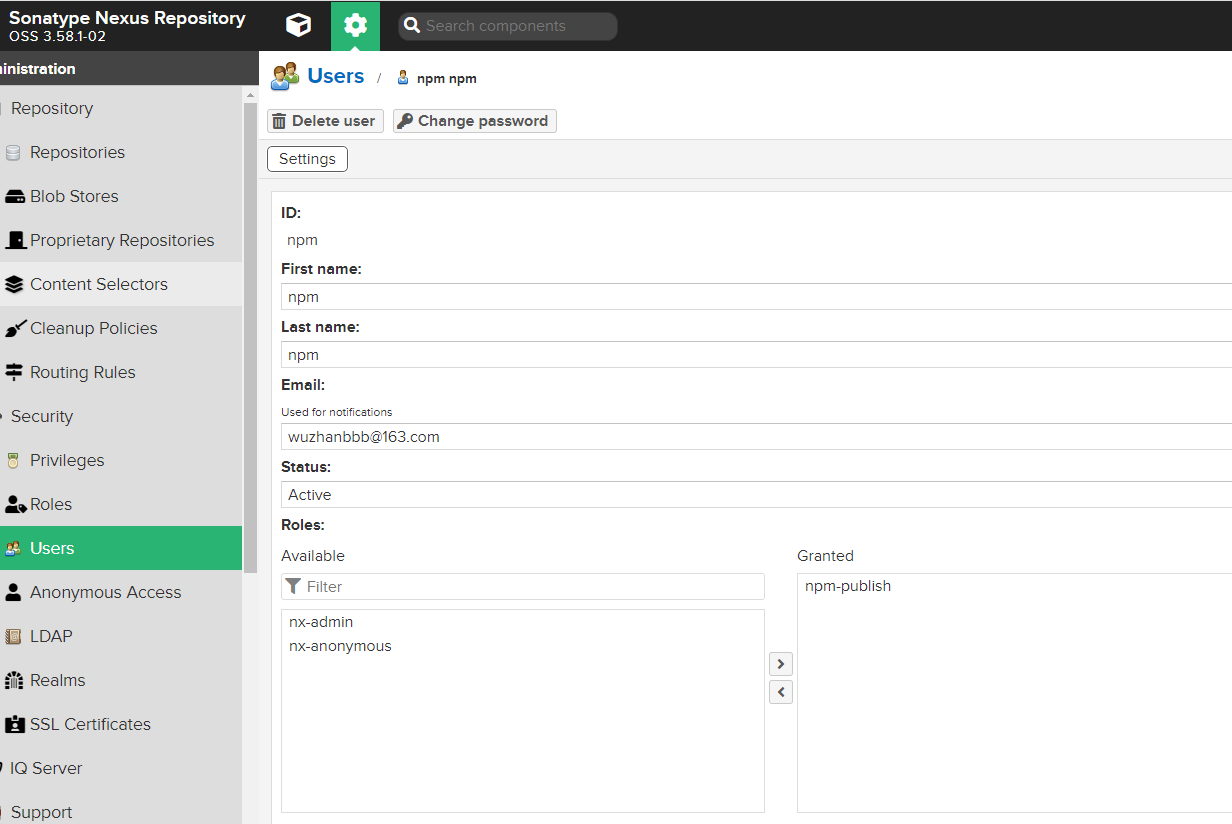 Sonatype Nexus Repository
OSS 3.58.1-02
Search components
inistration
Repository
Repositories
Blob Stores
Proprietary Repositories
Content Selectors
Cleanup Policies
Routing Rules
Security
Privileges
Roles
Users
Anonymous Access
LDAP
Realms
SSL Certificates
IQ Server
Support
Users / npm npm
Delete user Change password
Settings
ID:
npm
First name:
npm
Last name:
npm
Email:
Used for notifications
wuzhanbbb@163.com
Status:
Active
Roles:
Available
Filter
nx-admin
nx-anonymous
Granted
npm-publish